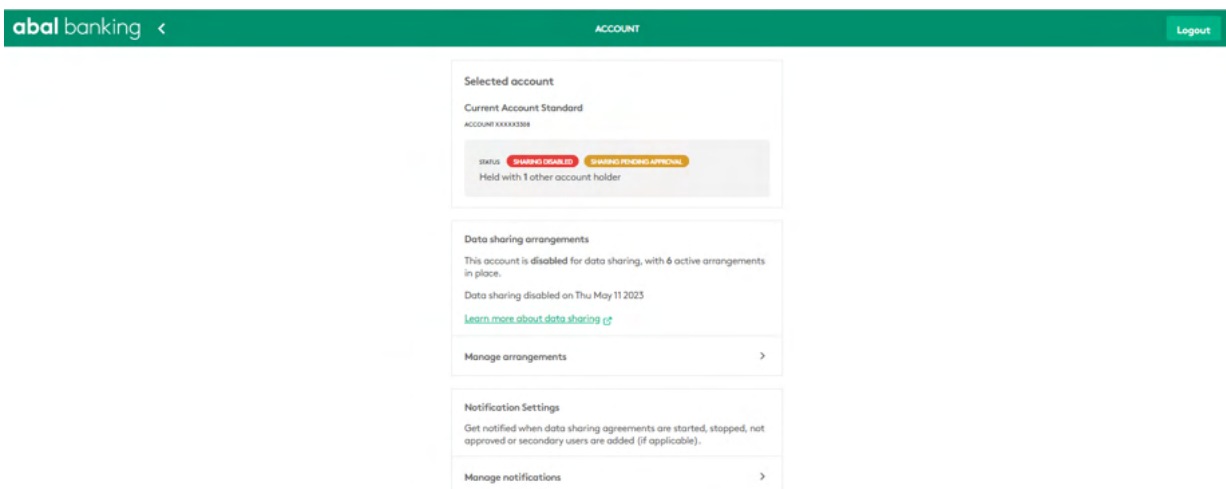 abal banking
ACCOUNT
Logout
Selected account
Current Account Standard
ACCOUNT XXXXX3308
STATUS SHARING DISABLED SHARING PENDING APPROVAL
Held with 1 other account holder
Data sharing arrangements
This account is disabled for data sharing, with 6 active arrangements
in place.
Data sharing disabled on Thu May 11 2023
Learn more about data sharing
Manage arrangements
Notification Settings
Get notified when data sharing agreements are started, stopped, not
approved or secondary users are added (if applicable).
Manage notifications